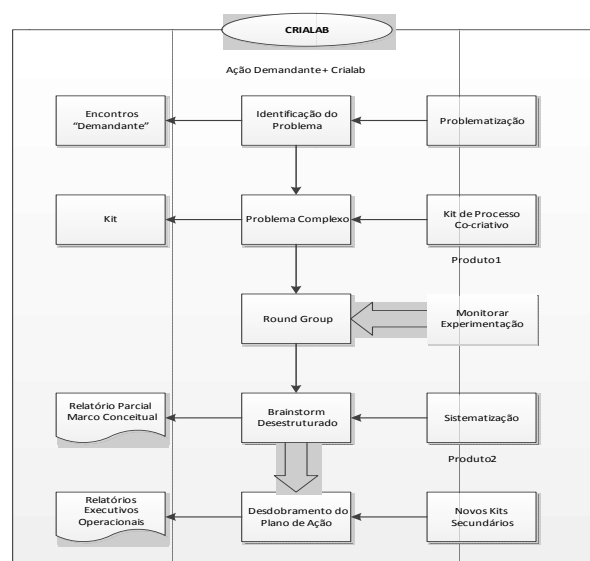 CRIALAB
Ação Demandante + Crialab
Encontros
“Demandante”
Identificação do
Problema
Problematização
Kit
Problema Complexo
Kit de Processo
Co-criativo
Produto1
Round Group
Monitorar
Experimentação
Relatório Parcial
Marco Conceitual
Brainstorm
Desestruturado
Sistematização
Produto2
Relatórios
Executivos
Operacionais
Desdobramento do
Plano de Ação
Novos Kits
Secundários